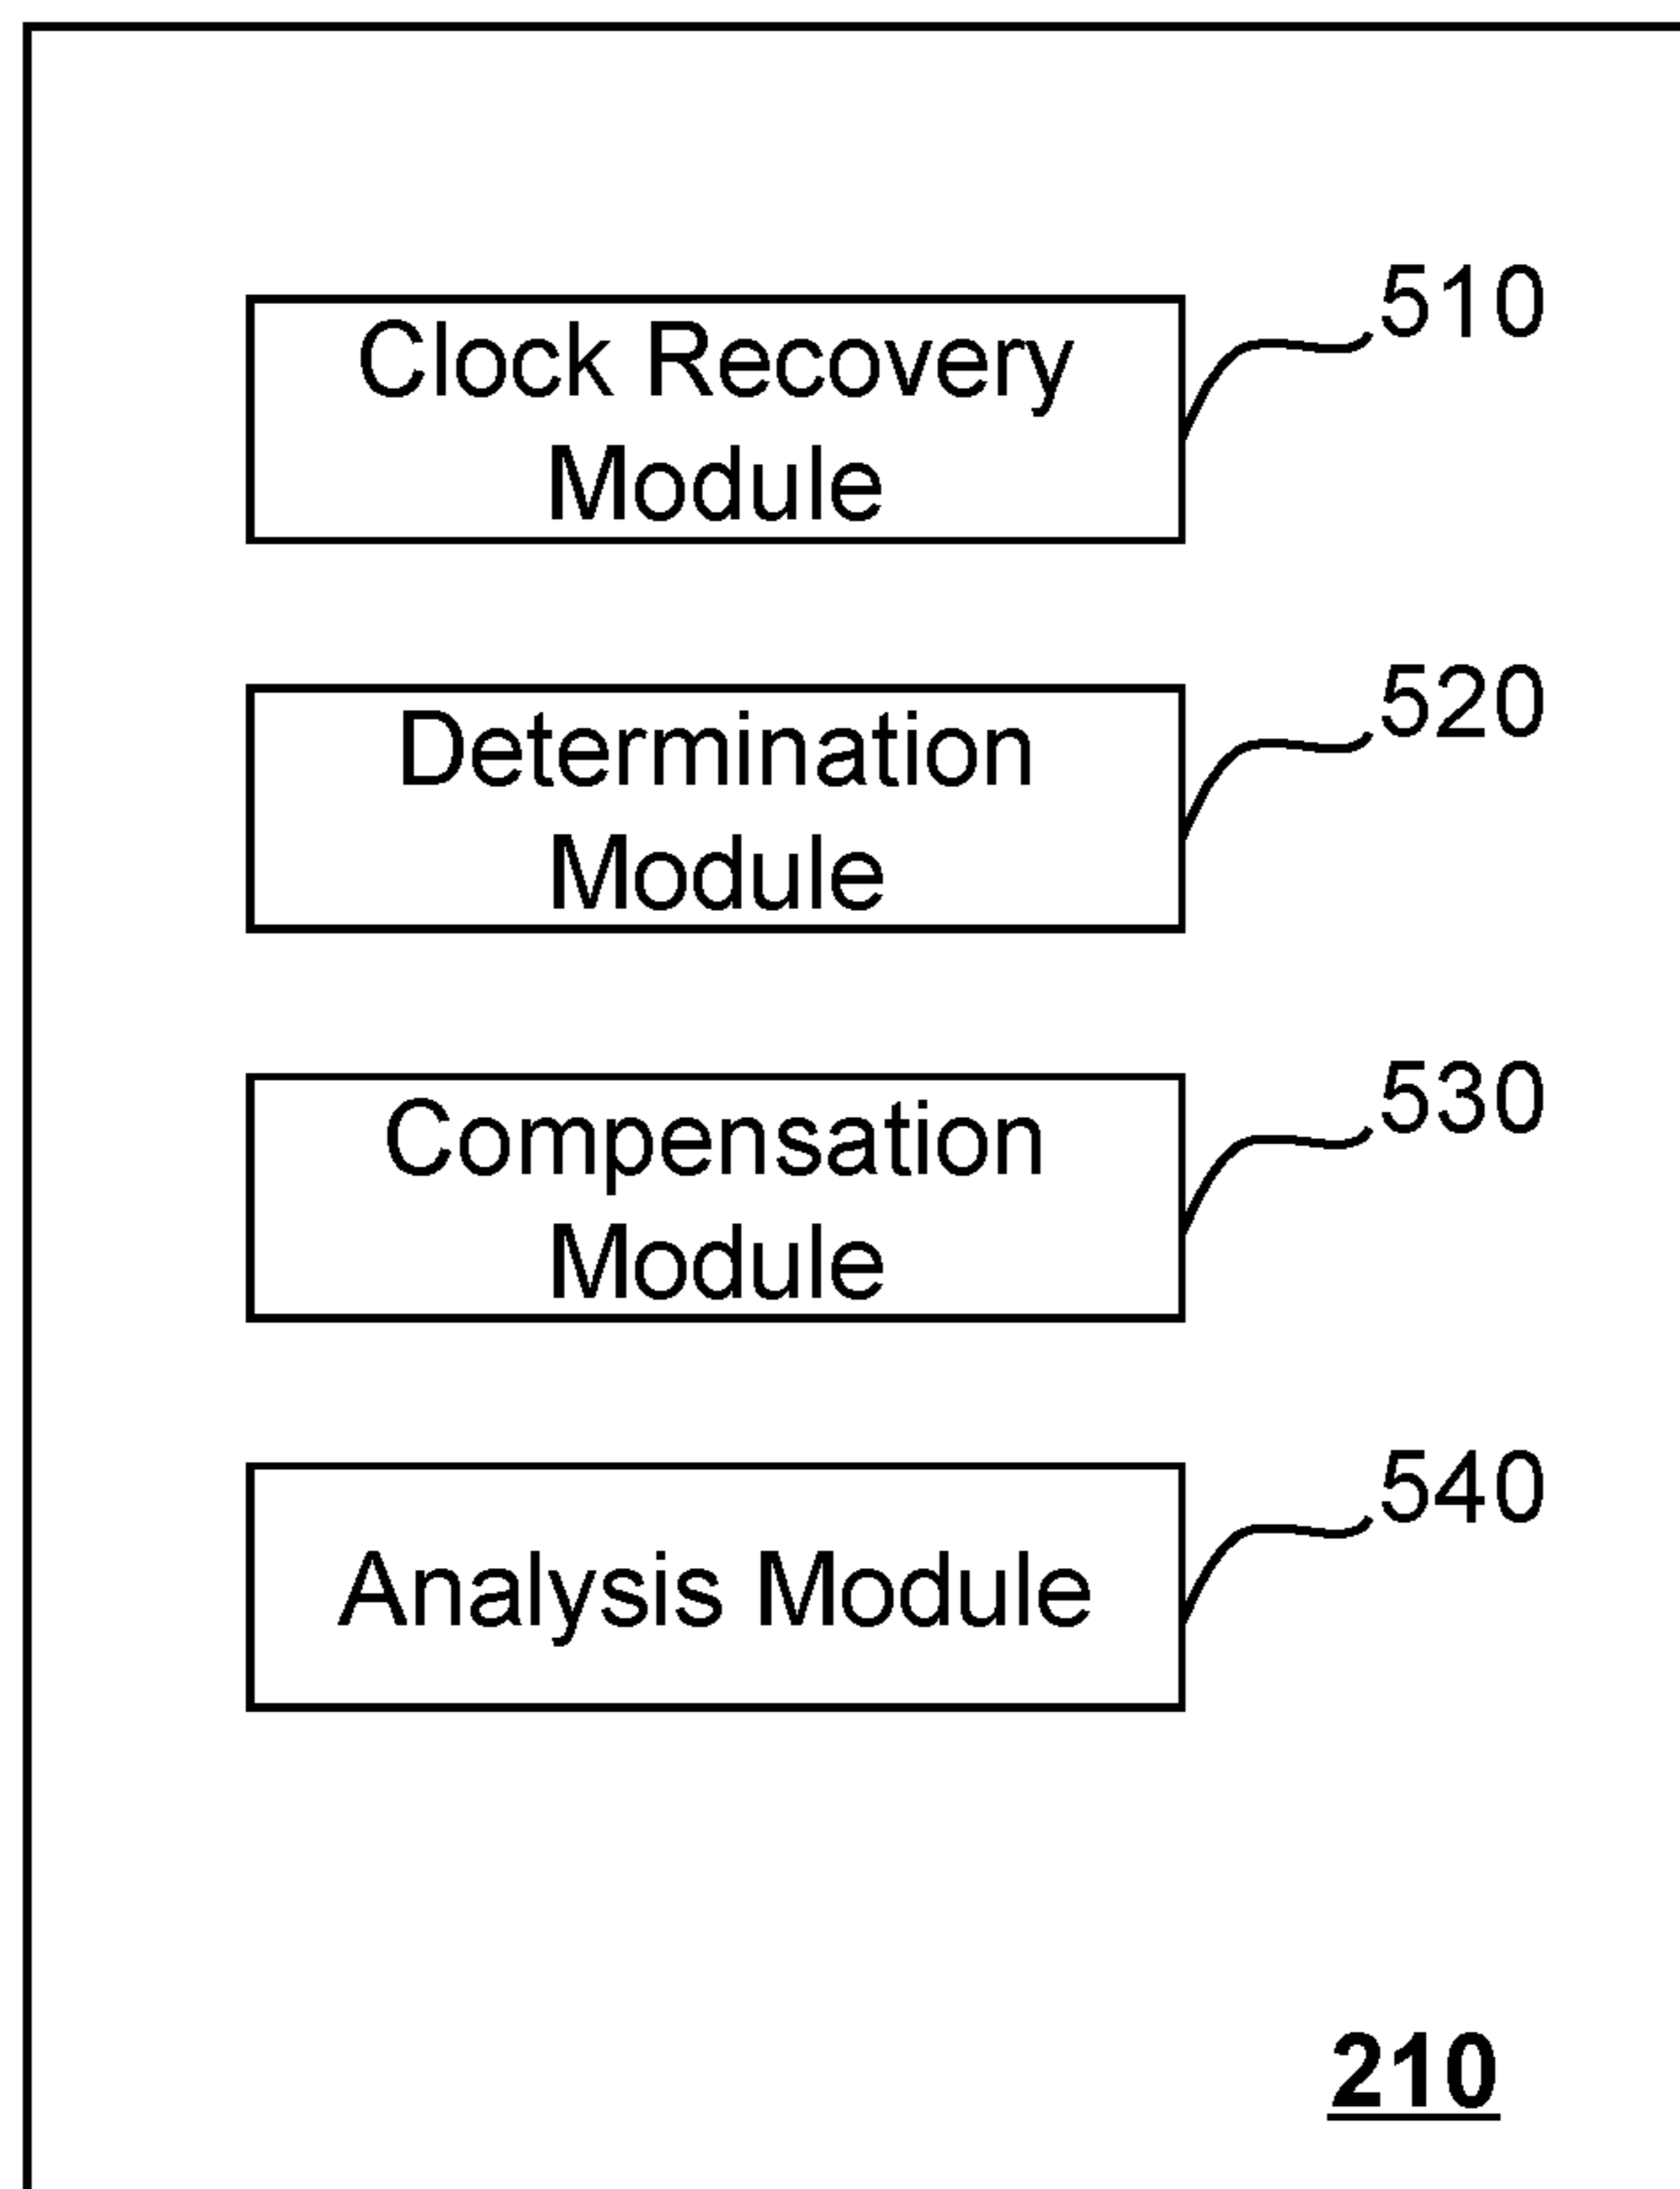 510
Clock Recovery
Module
520
Determination
Module
530
Compensation
Module
540
Analysis Module
210